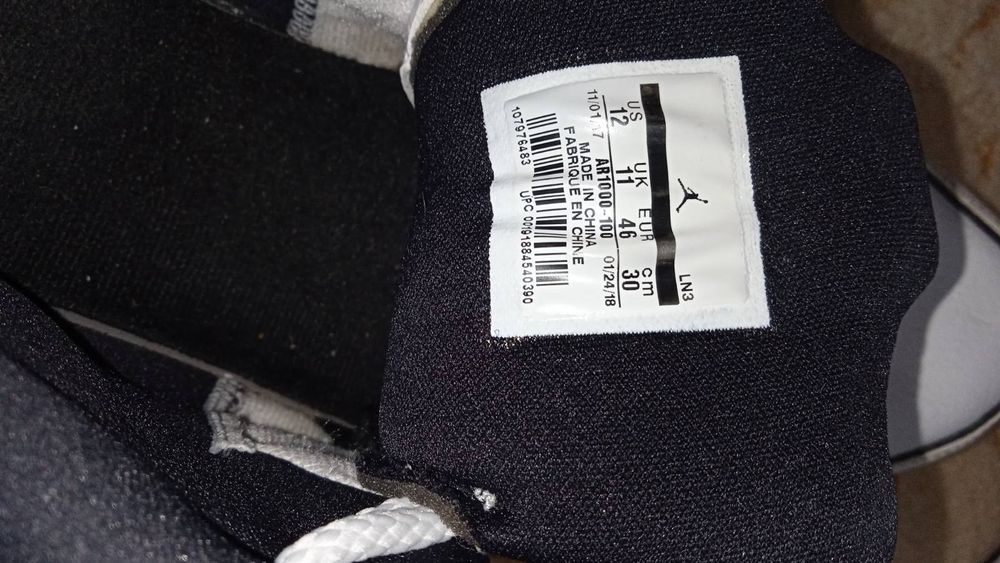 LN3
US UK EUR cm
12 11 46 30
11/01/17 AR1000-100 01/24/18
MADE IN CHINA
FABRIQUE EN CHINE
107976483 UPC 00191884540390